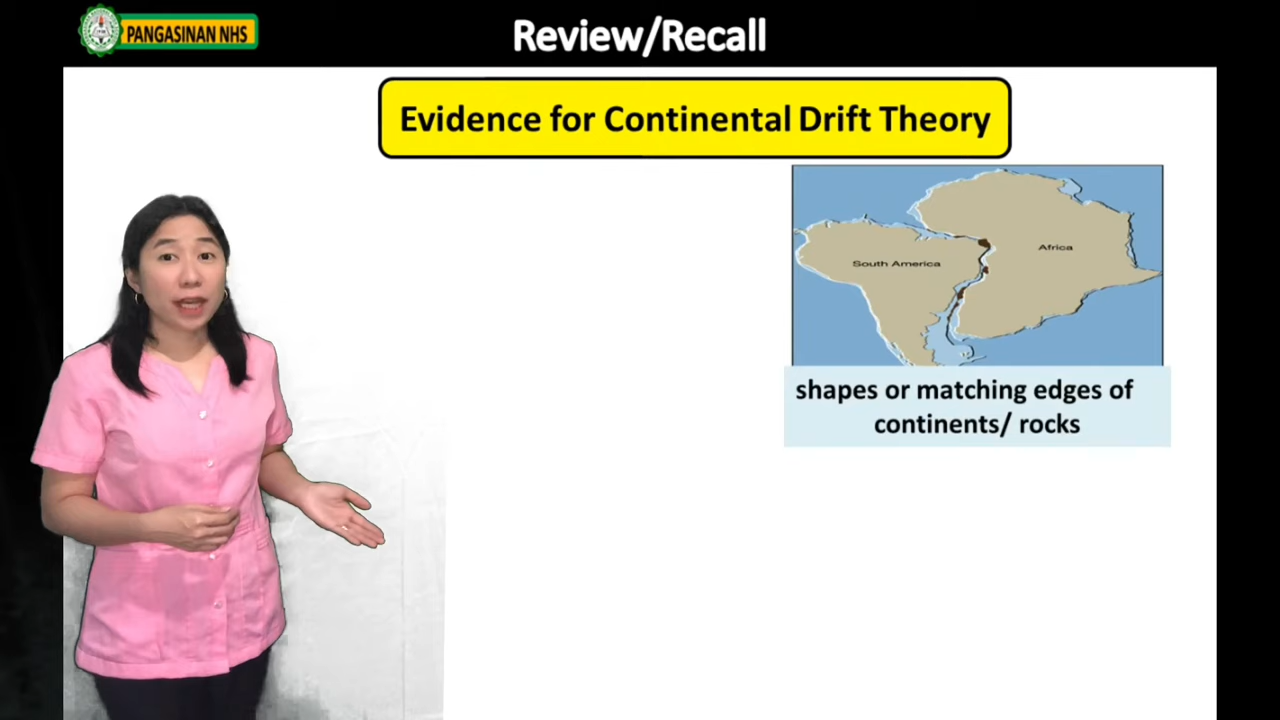 PANGASINAN NHS
Review/Recall
Evidence for Continental Drift Theory
South America
Africa
shapes or matching edges of
continents/ rocks